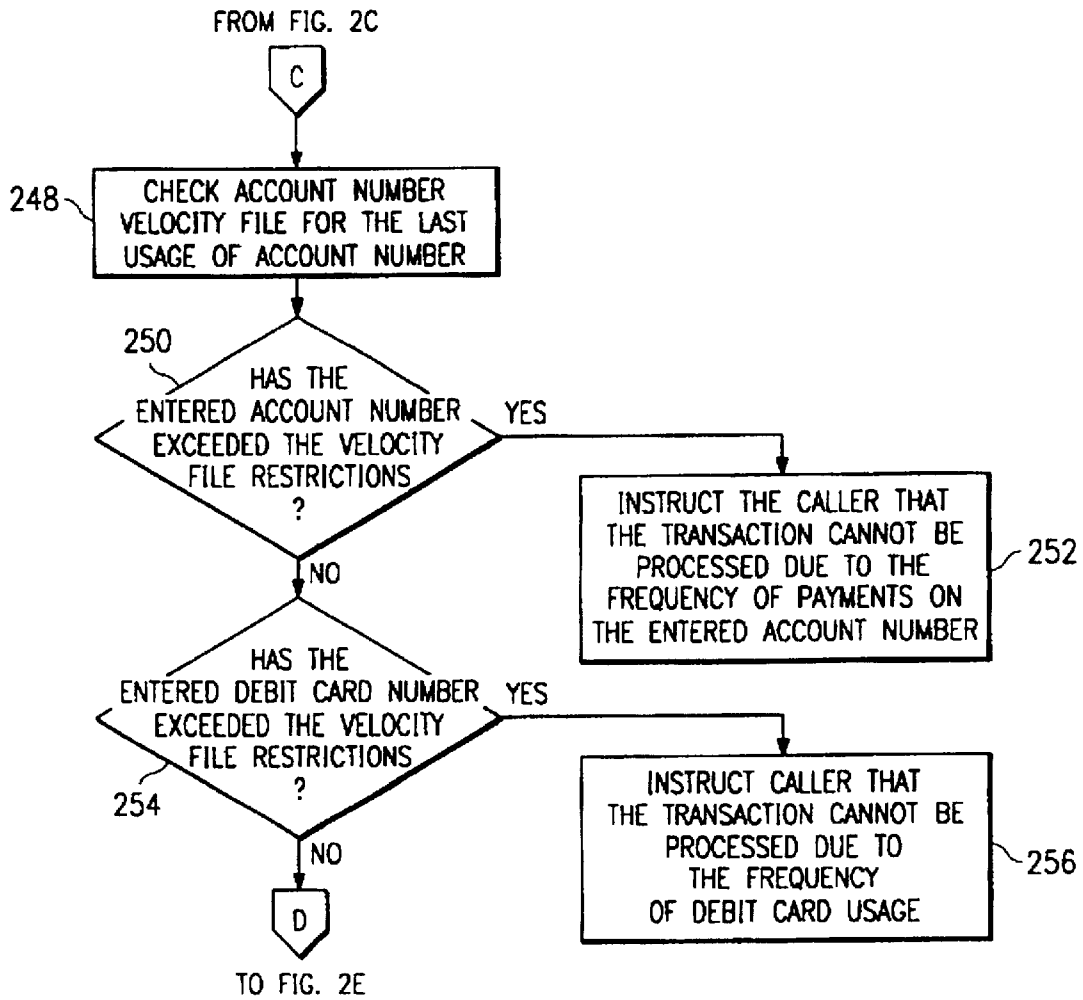 FROM FIG. 2C
C
248
CHECK ACCOUNT NUMBER
VELOCITY FILE FOR THE LAST
USAGE OF ACCOUNT NUMBER
250
HAS THE
ENTERED ACCOUNT NUMBER
EXCEEDED THE VELOCITY
FILE RESTRICTIONS
?
YES
INSTRUCT THE CALLER THAT
THE TRANSACTION CANNOT BE
PROCESSED DUE TO THE
FREQUENCY OF PAYMENTS ON
THE ENTERED ACCOUNT NUMBER
252
NO
HAS THE
ENTERED DEBIT CARD NUMBER
EXCEEDED THE VELOCITY
FILE RESTRICTIONS
?
254
YES
INSTRUCT CALLER THAT
THE TRANSACTION CANNOT BE
PROCESSED DUE TO
THE FREQUENCY
OF DEBIT CARD USAGE
256
NO
D
TO FIG. 2E